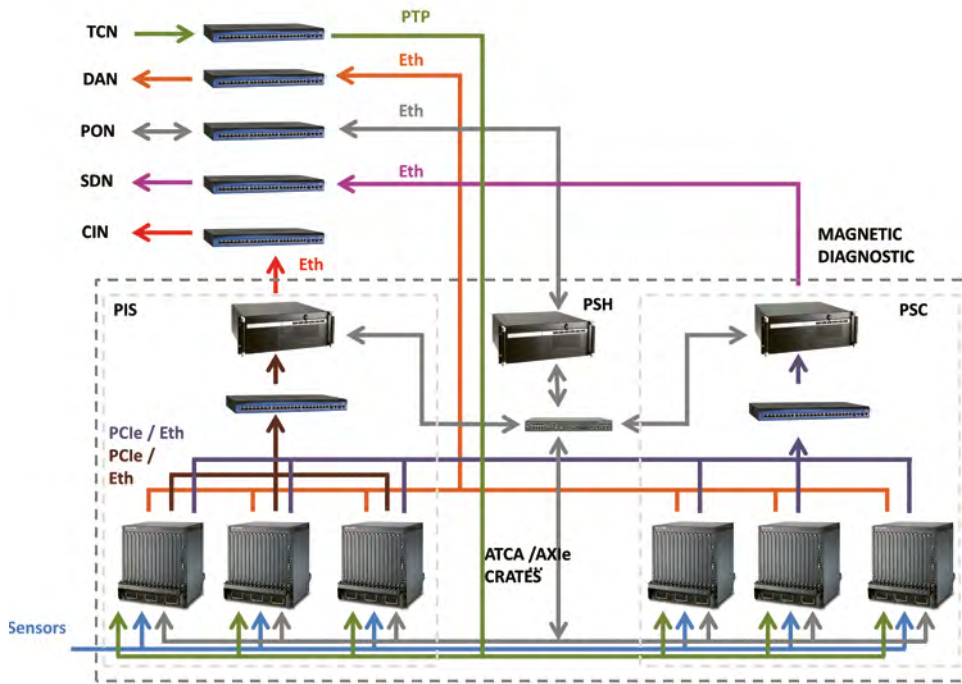 TCN
PTP
DAN
Eth
PON
Eth
SDN
Eth
CIN
Eth
MAGNETIC
DIAGNOSTIC
PIS
PSH
PSC
PCIe / Eth
PCIe /
Eth
ATCA /AXIe
CRATES
...
Sensors